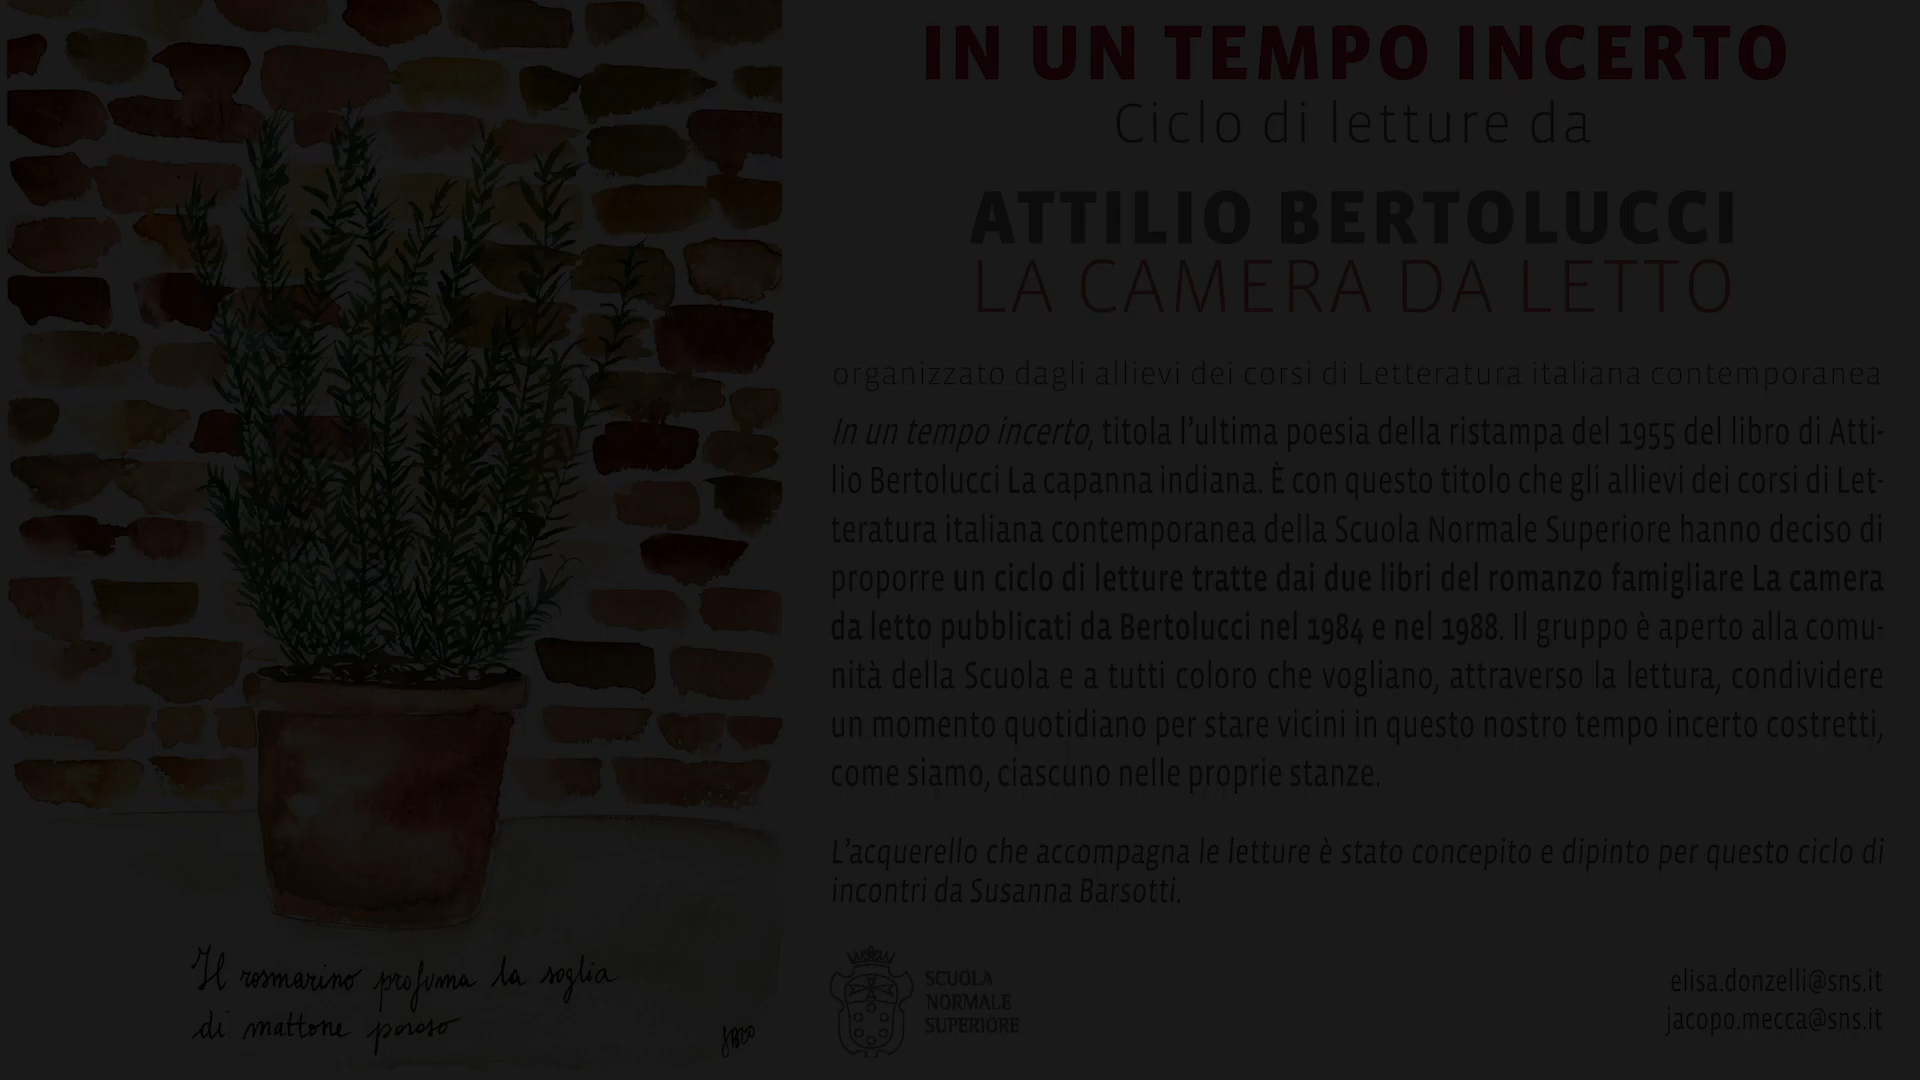 IN UN TEMPO INCERTO
Ciclo di letture da
ATTILIO BERTOLUCCI
LA CAMERA DA LETTO
organizzato dagli allievi dei corsi di Letteratura italiana contemporanea
In un tempo incerto, titola l’ultima poesia della ristampa del 1955 del libro di Atti-
lio Bertolucci La capanna indiana. È con questo titolo che gli allievi dei corsi di Let-
teratura italiana contemporanea della Scuola Normale Superiore hanno deciso di
proporre un ciclo di letture tratte dai due libri del romanzo famigliare La camera
da letto pubblicati da Bertolucci nel 1984 e nel 1988. Il gruppo è aperto alla comu-
nità della Scuola e a tutti coloro che vogliano, attraverso la lettura, condividere
un momento quotidiano per stare vicini in questo nostro tempo incerto costretti,
come siamo, ciascuno nelle proprie stanze.
L’acquerello che accompagna le letture è stato concepito e dipinto per questo ciclo di
incontri da Susanna Barsotti.
Il rosmarino profuma la soglia
di mattone poroso
SCUOLA
NORMALE
SUPERIORE
elisa.donzelli@sns.it
jacopo.mecca@sns.it